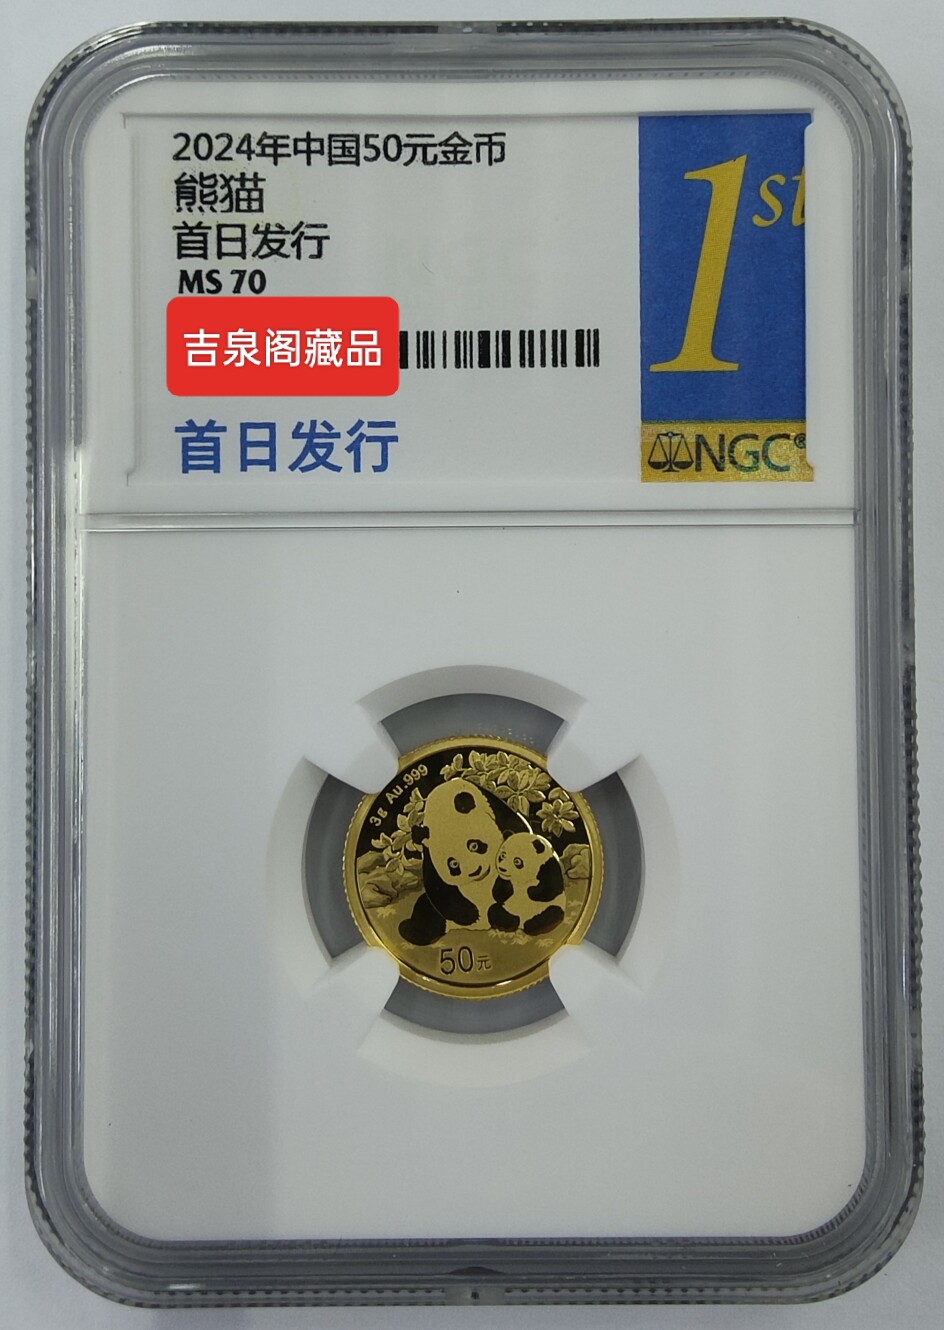 2024年中国50元金币
熊猫
首日发行
MS 70
吉泉阁藏品
首日发行
1st
NGC®
3g Au.999
50元